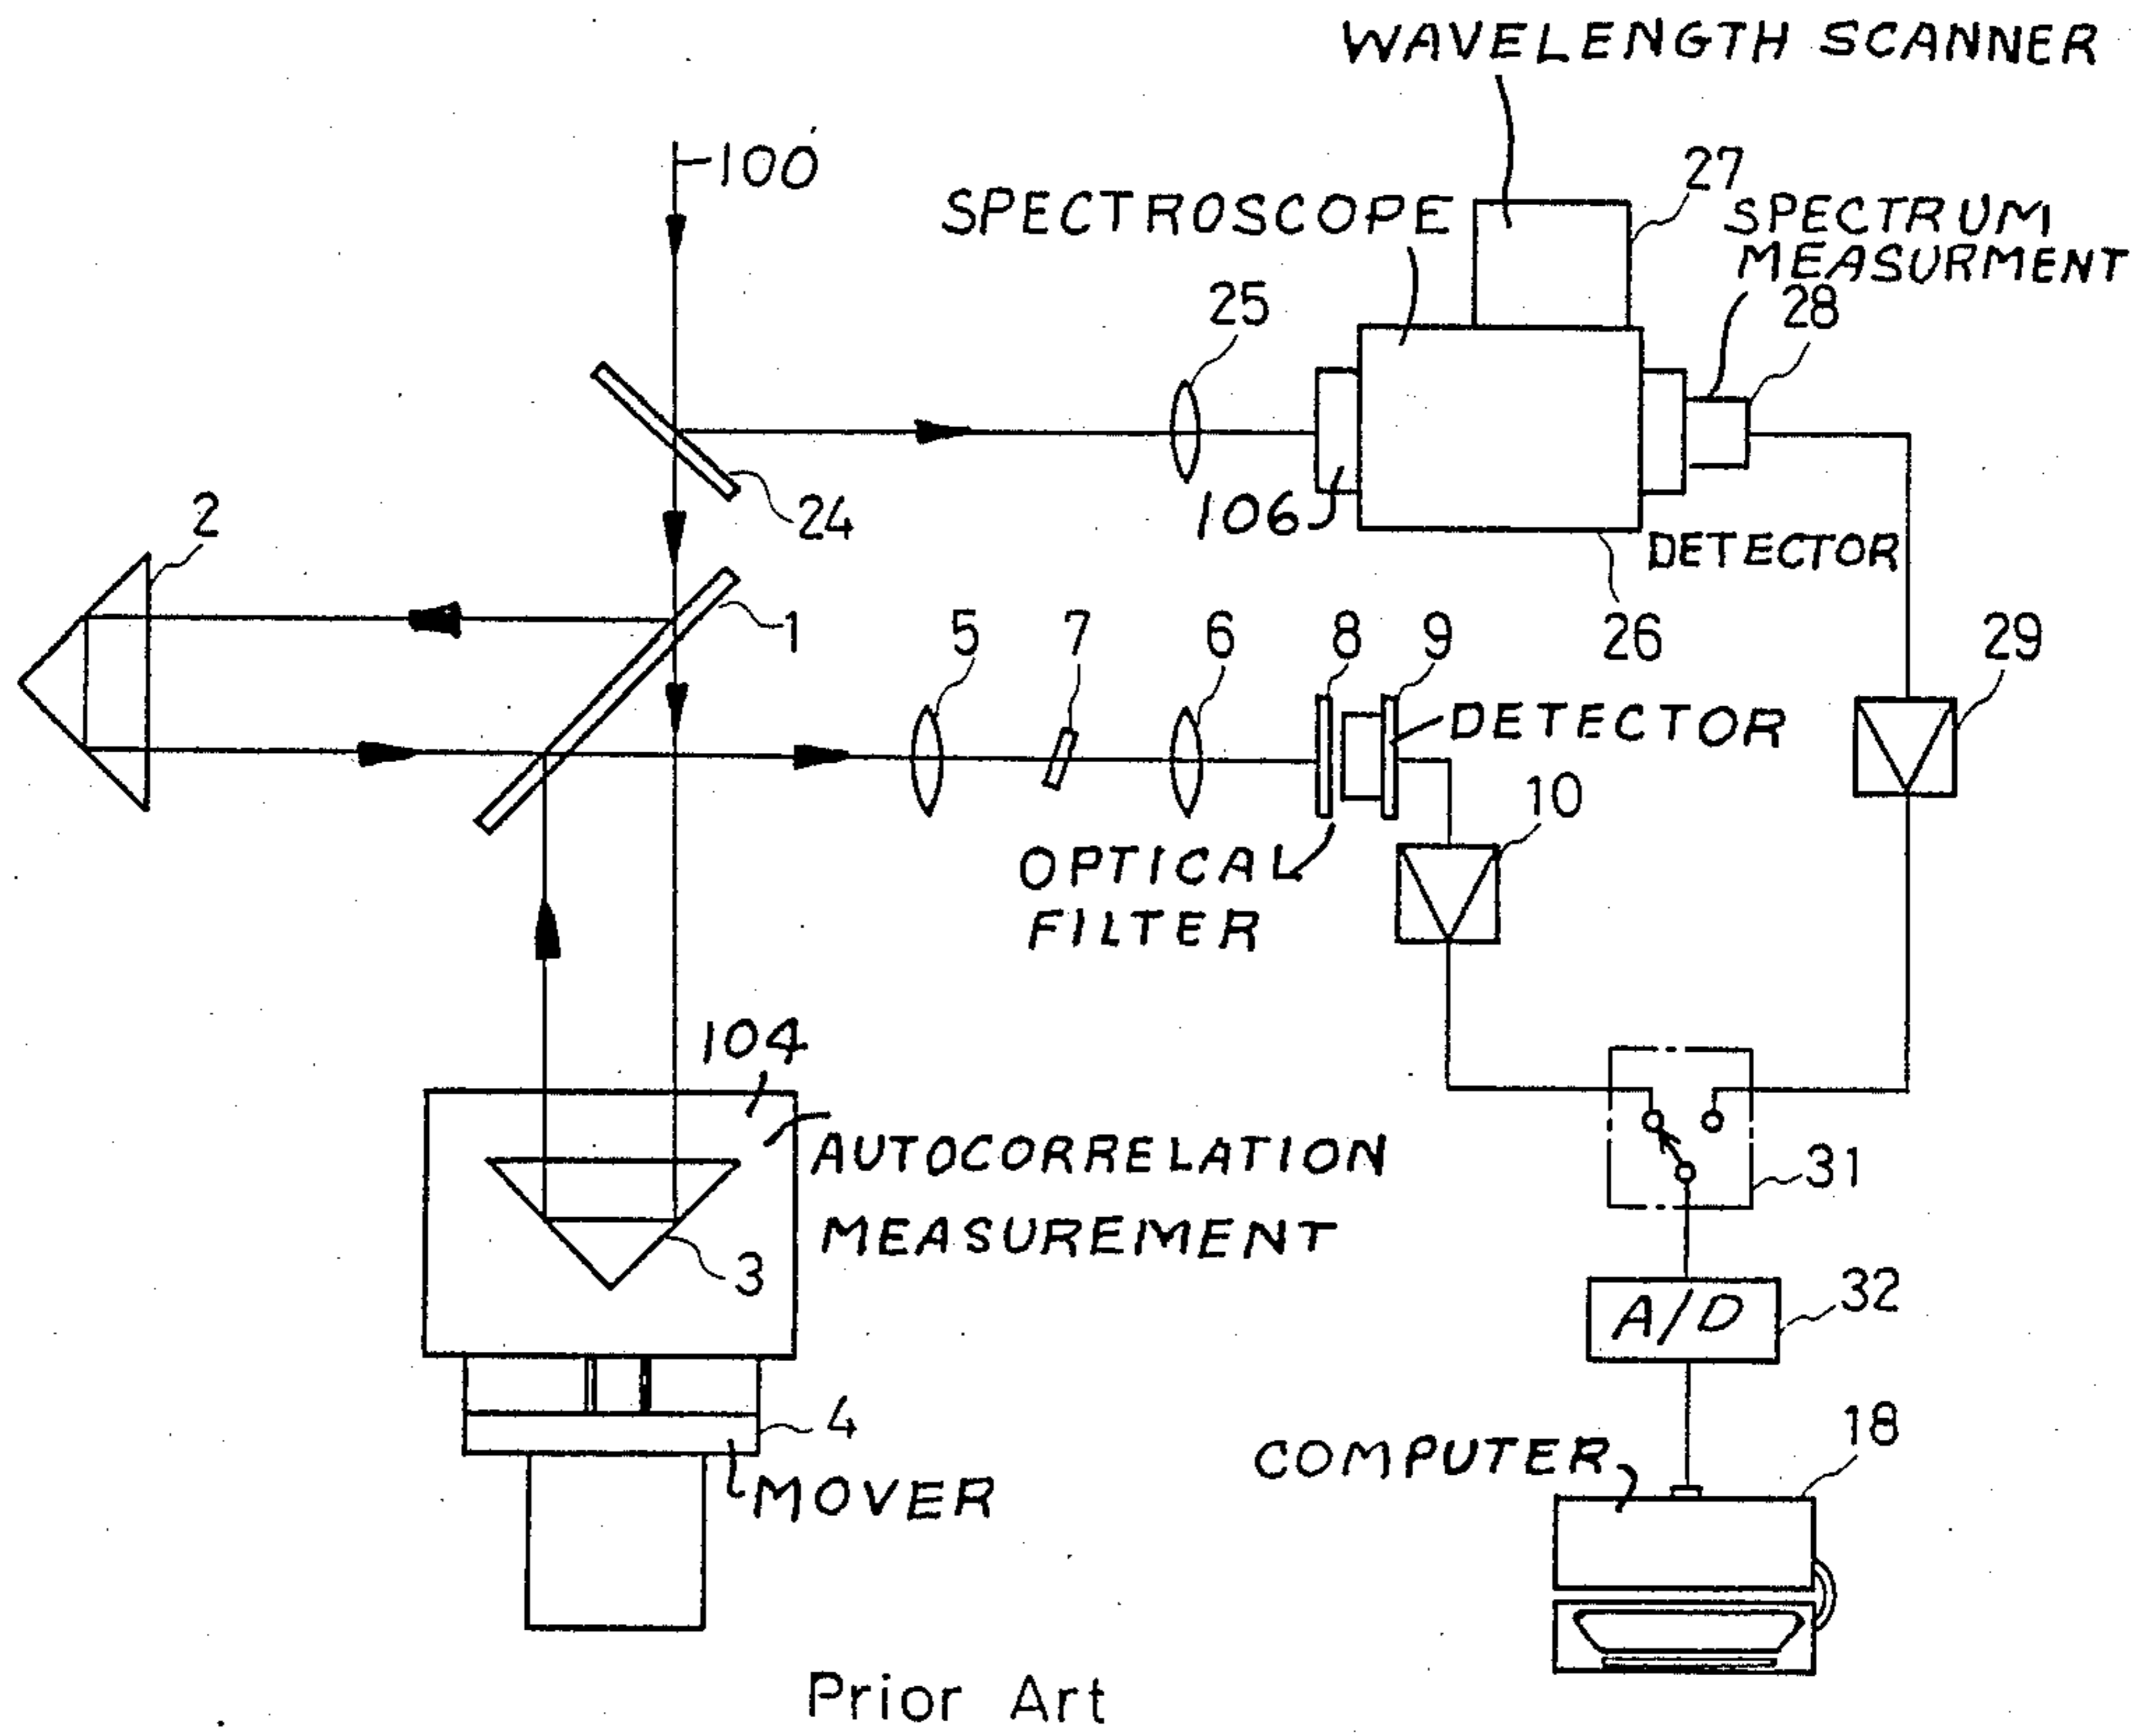 WAVELENGTH SCANNER
100
27
SPECTROSCOPE
SPECTRUM
MEASURMENT
25
28
24
106
2
DETECTOR
1
5
7
6
8
9
26
29
DETECTOR
10
OPTICAL
FILTER
104
AUTOCORRELATION
31
MEASUREMENT
3
A/D
32
4
18
COMPUTER
MOVER
Prior Art